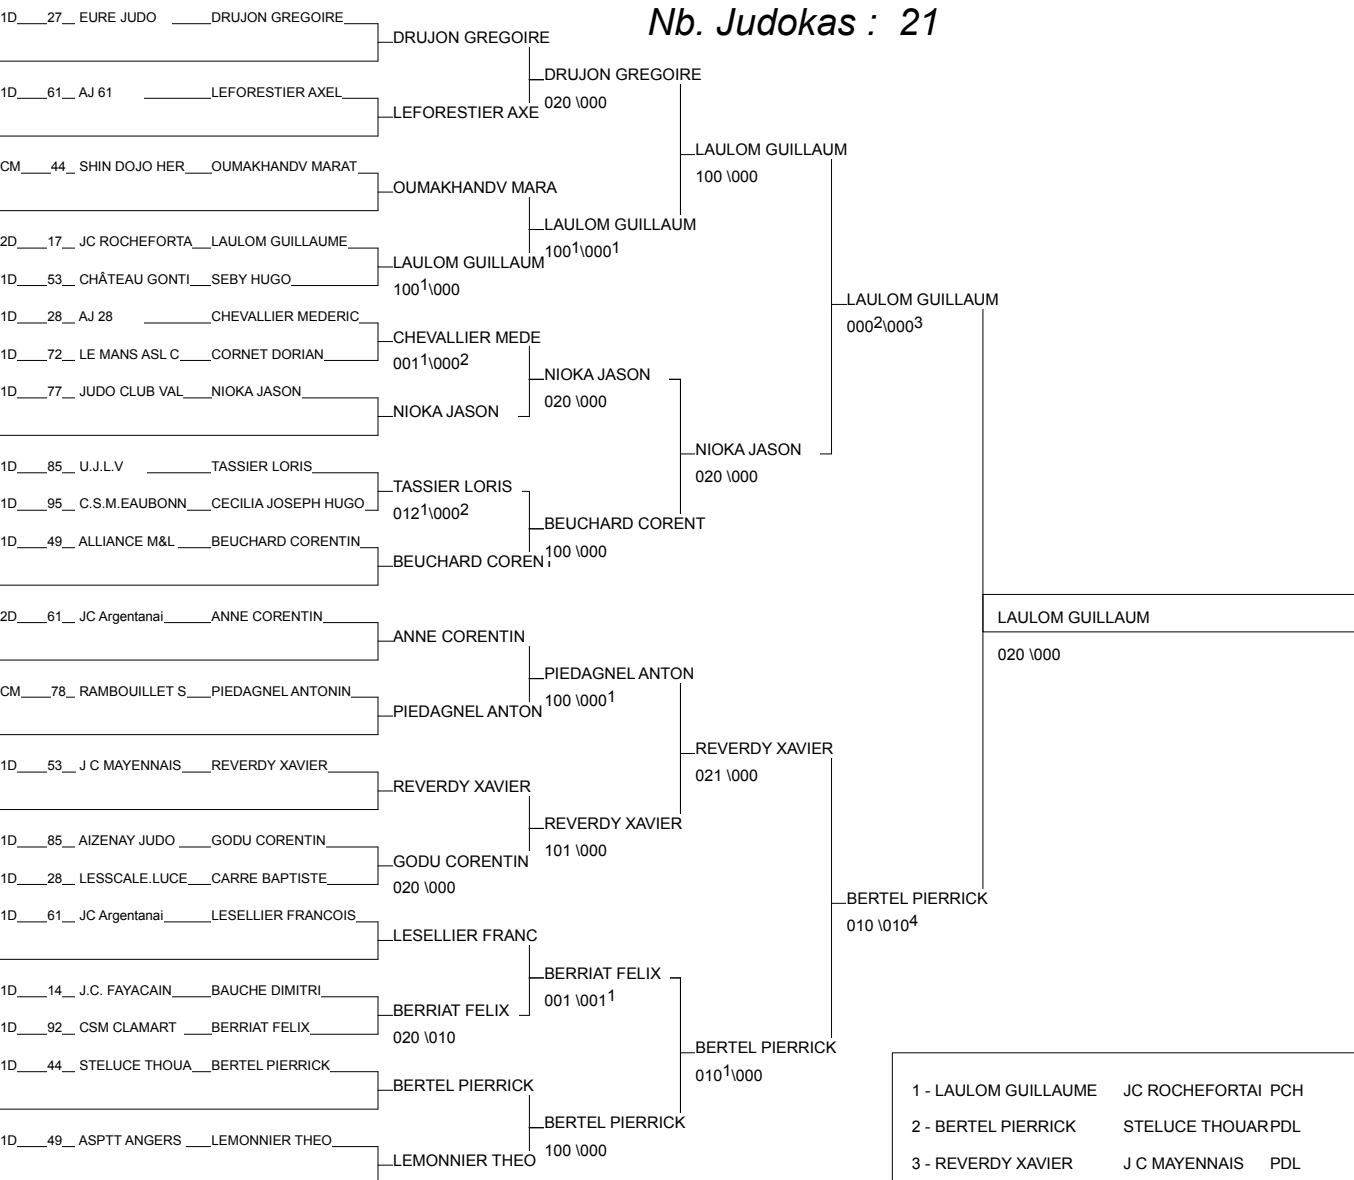 Nb. Judokas : 21
1D 27 EURE JUDO DRUJON GREGOIRE
1D 61 AJ 61 LEFORESTIER AXEL
CM 44 SHIN DOJO HER OUMAKHANDV MARAT
2D 17 JC ROCHEFORTA LAULOM GUILLAUME
1D 53 CHÂTEAU GONTI SEBY HUGO
1D 28 AJ 28 CHEVALLIER MEDERIC
1D 72 LE MANS ASL C CORNET DORIAN
1D 77 JUDO CLUB VAL NIOKA JASON
1D 85 U.J.L.V TASSIER LORIS
1D 95 C.S.M.EAUBONN CECILIA JOSEPH HUGO
1D 49 ALLIANCE M&L BEUCHARD CORENTIN
2D 61 JC Argentanai ANNE CORENTIN
CM 78 RAMBOUILLET S PIEDAGNEL ANTONIN
1D 53 J C MAYENNAIS REVERDY XAVIER
1D 85 AIZENAY JUDO GODU CORENTIN
1D 28 LESSCALE.LUCE CARRE BAPTISTE
1D 61 JC Argentanai LESELLIER FRANCOIS
1D 14 J.C. FAYACAIN BAUCHE DIMITRI
1D 92 CSM CLAMART BERRIAT FELIX
1D 44 STELUCE THOUA BERTEL PIERRICK
1D 49 ASPTT ANGERS LEMONNIER THEO
DRUJON GREGOIRE
LEFORESTIER AXE
OUMAKHANDV MARA
LAULOM GUILLAUM
100¹\000
CHEVALLIER MEDE
001¹\000²
NIOKA JASON
TASSIER LORIS
012¹\000²
BEUCHARD COREN
ANNE CORENTIN
PIEDAGNEL ANTON
REVERDY XAVIER
GODU CORENTIN
020 \000
LESELLIER FRANC
BERRIAT FELIX
020 \010
BERTEL PIERRICK
LEMONNIER THEO
DRUJON GREGOIRE
020 \000
LAULOM GUILLAUM
100¹\000¹
NIOKA JASON
020 \000
BEUCHARD CORENT
100 \000
PIEDAGNEL ANTON
100 \000¹
REVERDY XAVIER
101 \000
BERRIAT FELIX
001 \001¹
BERTEL PIERRICK
100 \000
LAULOM GUILLAUM
100 \000
NIOKA JASON
020 \000
REVERDY XAVIER
021 \000
BERTEL PIERRICK
010¹\000
LAULOM GUILLAUM
000²\000³
BERTEL PIERRICK
010 \010⁴
LAULOM GUILLAUM
020 \000
1 - LAULOM GUILLAUME JC ROCHEFORTAI PCH
2 - BERTEL PIERRICK STELUCE THOUAR PDL
3 - REVERDY XAVIER J C MAYENNAIS PDL